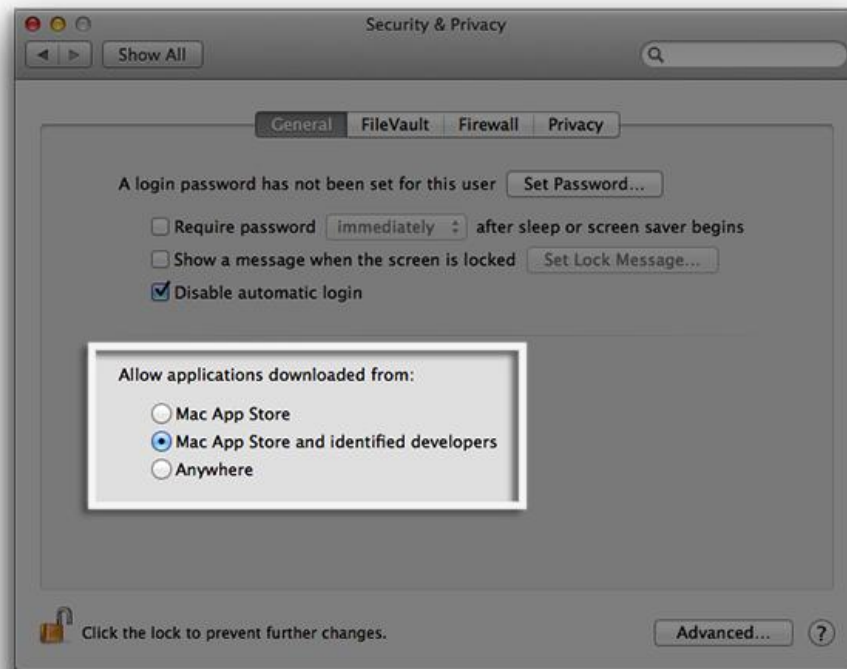 Security & Privacy
Show All
General FileVault Firewall Privacy
A login password has not been set for this user Set Password...
Require password immediately after sleep or screen saver begins
Show a message when the screen is locked Set Lock Message...
Disable automatic login
Allow applications downloaded from:
Mac App Store
Mac App Store and identified developers
Anywhere
Click the lock to prevent further changes. Advanced... ?